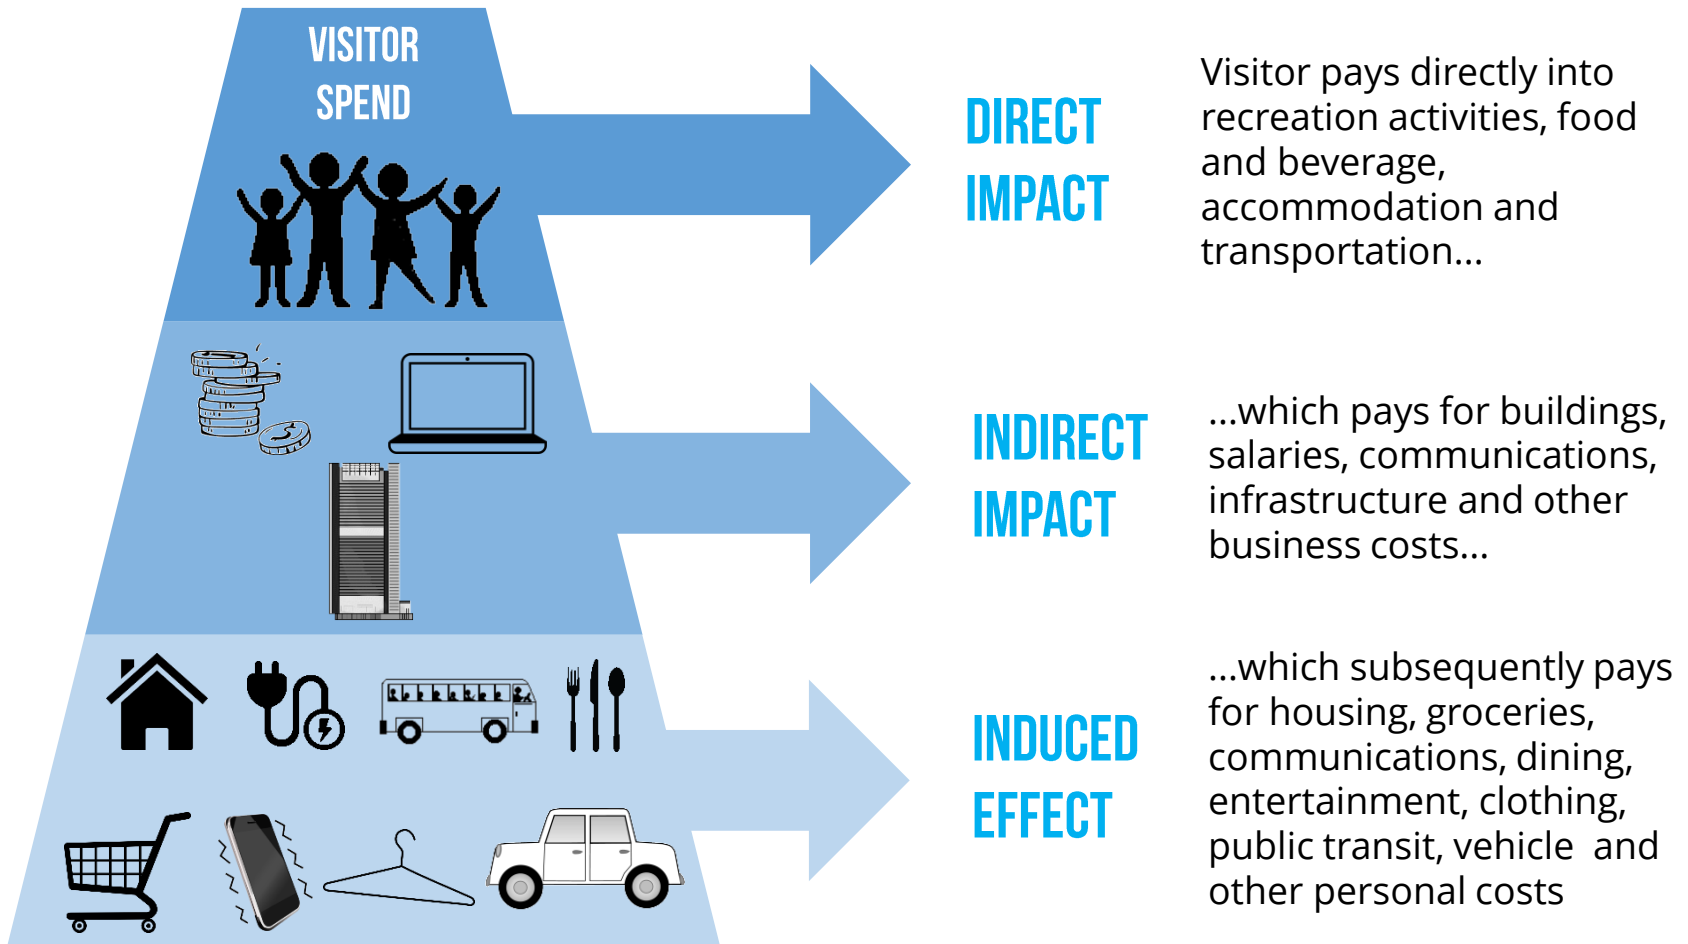 VISITOR
SPEND
DIRECT
IMPACT
Visitor pays directly into
recreation activities, food
and beverage,
accommodation and
transportation...
INDIRECT
IMPACT
...which pays for buildings,
salaries, communications,
infrastructure and other
business costs...
INDUCED
EFFECT
...which subsequently pays
for housing, groceries,
communications, dining,
entertainment, clothing,
public transit, vehicle  and
other personal costs